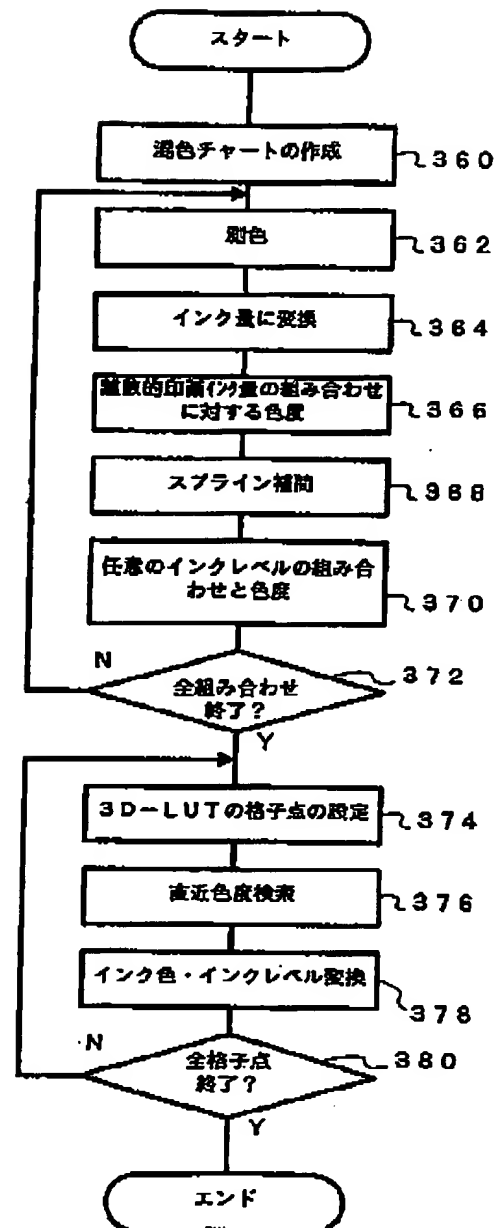 スタート
混色チャートの作成
360
測色
362
インク量に変換
364
離散的印刷インク量の組み合わせ
に対する色度
366
スプライン補間
368
任意のインクレベルの組み合
わせと色度
370
N
372
全組み合わせ
終了?
Y
3D-LUTの格子点の設定
374
直近色度検索
376
インク色・インクレベル変換
378
N
380
全格子点
終了?
Y
エンド